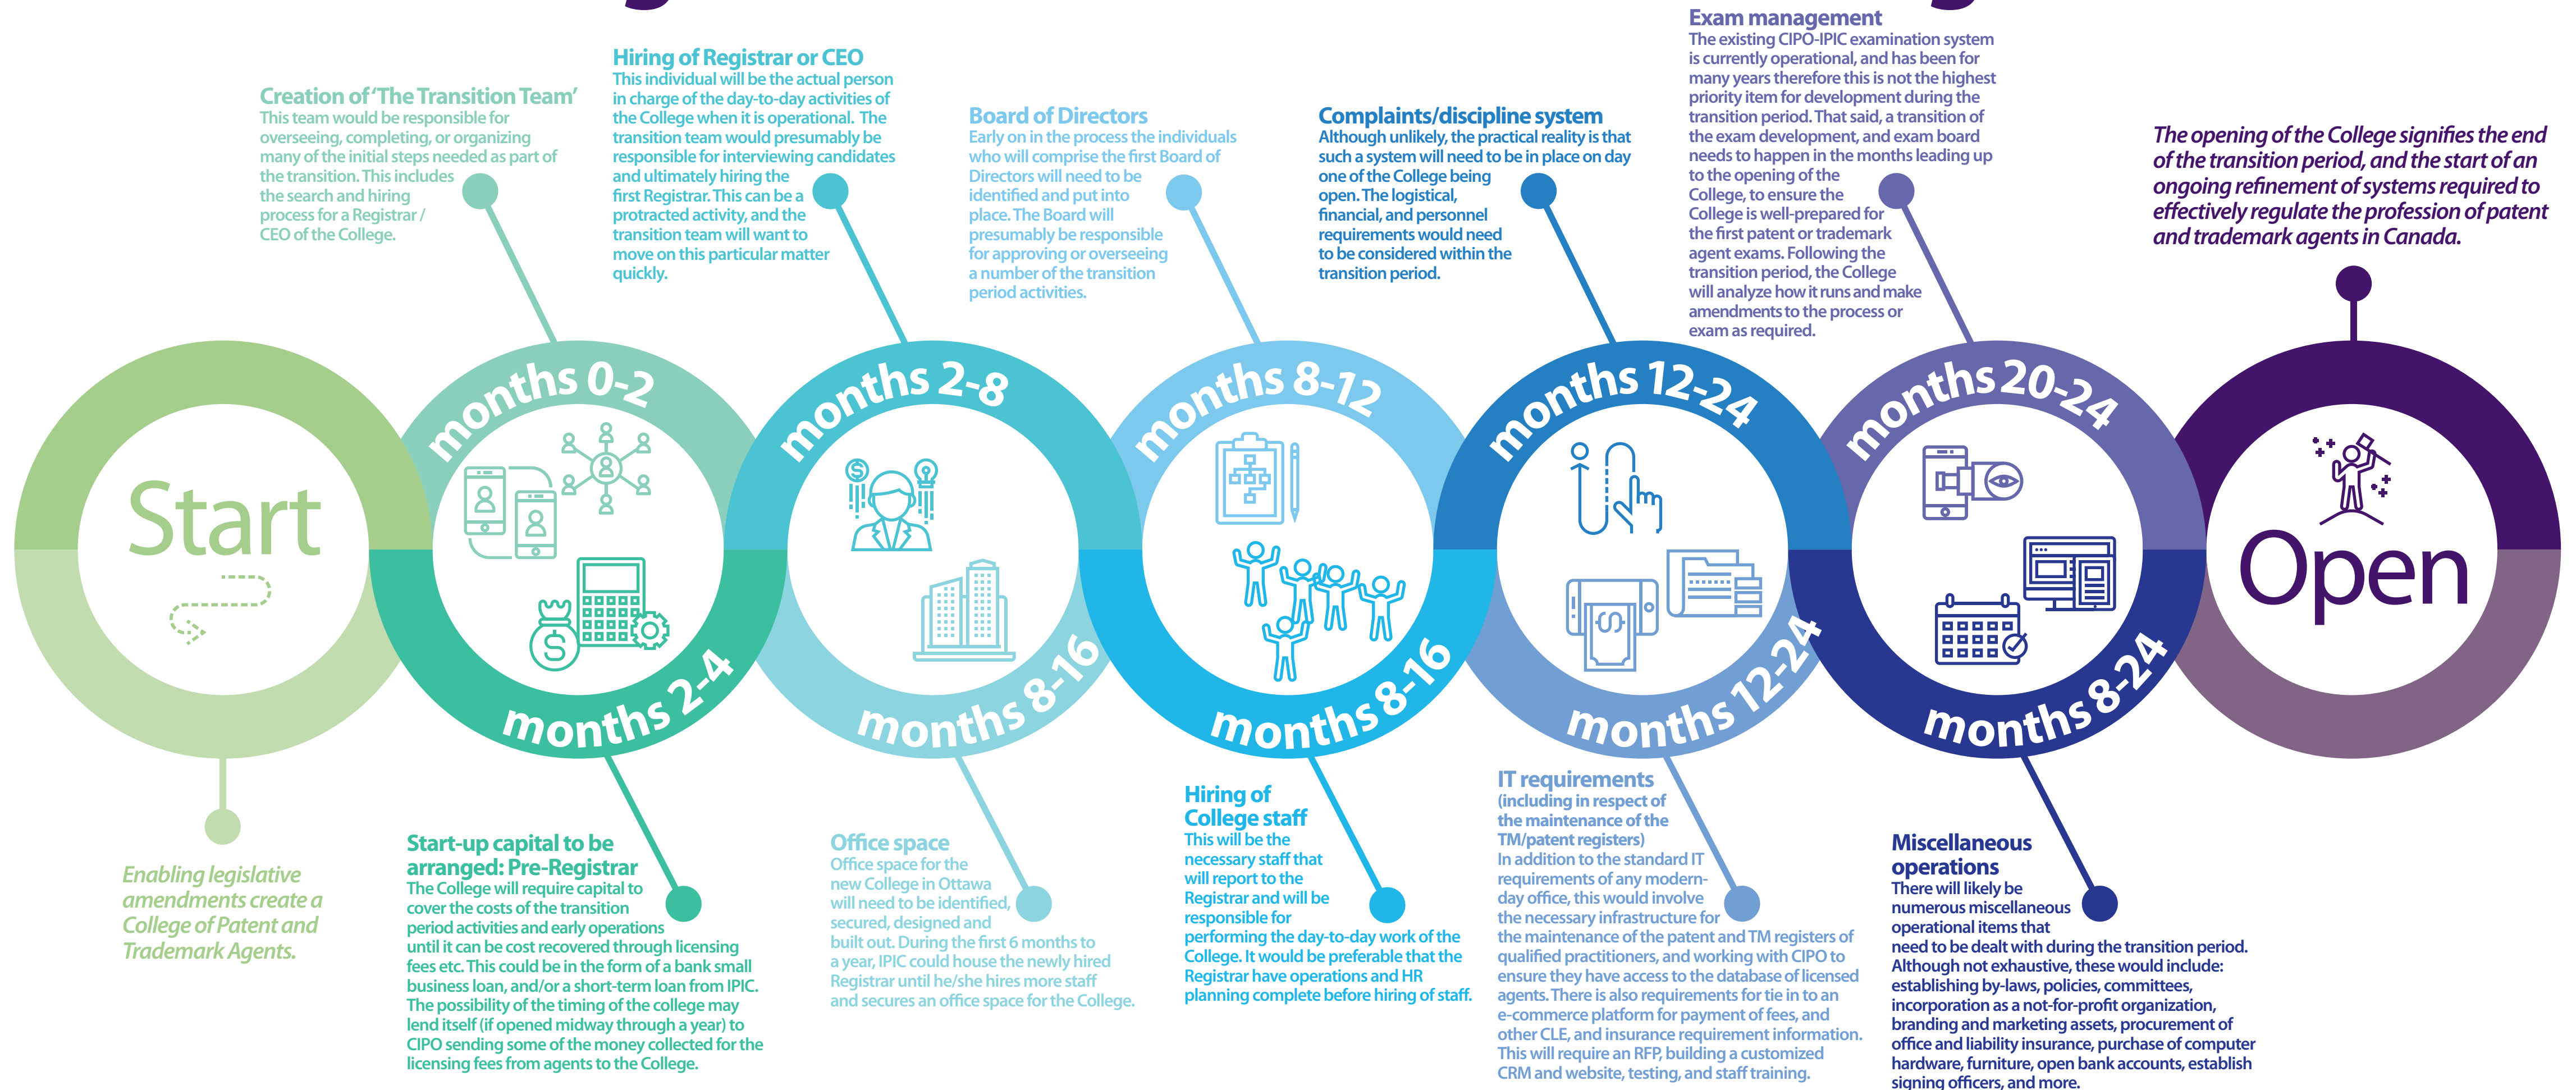 Creation of ‘The Transition Team’
This team would be responsible for
overseeing, completing, or organizing
many of the initial steps needed as part of
the transition. This includes
the search and hiring
process for a Registrar /
CEO of the College.
Hiring of Registrar or CEO
This individual will be the actual person
in charge of the day-to-day activities of
the College when it is operational. The
transition team would presumably be
responsible for interviewing candidates
and ultimately hiring the
first Registrar. This can be a
protracted activity, and the
transition team will want to
move on this particular matter
quickly.
Board of Directors
Early on in the process the individuals
who will comprise the first Board of
Directors will need to be
identified and put into
place. The Board will
presumably be responsible
for approving or overseeing
a number of the transition
period activities.
Complaints/discipline system
Although unlikely, the practical reality is that
such a system will need to be in place on day
one of the College being
open. The logistical,
financial, and personnel
requirements would need
to be considered within the
transition period.
Exam management
The existing CIPO-IPIC examination system
is currently operational, and has been for
many years therefore this is not the highest
priority item for development during the
transition period. That said, a transition of
the exam development, and exam board
needs to happen in the months leading up
to the opening of the
College, to ensure the
College is well-prepared for
the first patent or trademark
agent exams. Following the
transition period, the College
will analyze how it runs and make
amendments to the process or
exam as required.
The opening of the College signifies the end
of the transition period, and the start of an
ongoing refinement of systems required to
effectively regulate the profession of patent
and trademark agents in Canada.
Start
months 0-2
months 2-8
months 8-12
months 12-24
months 20-24
Open
months 2-4
months 8-16
months 8-16
months 12-24
months 8-24
Enabling legislative
amendments create a
College of Patent and
Trademark Agents.
Start-up capital to be
arranged: Pre-Registrar
The College will require capital to
cover the costs of the transition
period activities and early operations
until it can be cost recovered through licensing
fees etc. This could be in the form of a bank small
business loan, and/or a short-term loan from IPIC.
The possibility of the timing of the college may
lend itself (if opened midway through a year) to
CIPO sending some of the money collected for the
licensing fees from agents to the College.
Office space
Office space for the
new College in Ottawa
will need to be identified,
secured, designed and
built out. During the first 6 months to
a year, IPIC could house the newly hired
Registrar until he/she hires more staff
and secures an office space for the College.
Hiring of
College staff
This will be the
necessary staff that
will report to the
Registrar and will be
responsible for
performing the day-to-day work of the
College. It would be preferable that the
Registrar have operations and HR
planning complete before hiring of staff.
IT requirements
(including in respect of
the maintenance of the
TM/patent registers)
In addition to the standard IT
requirements of any modern-
day office, this would involve
the necessary infrastructure for
the maintenance of the patent and TM registers of
qualified practitioners, and working with CIPO to
ensure they have access to the database of licensed
agents. There is also requirements for tie in to an
e-commerce platform for payment of fees, and
other CLE, and insurance requirement information.
This will require an RFP, building a customized
CRM and website, testing, and staff training.
Miscellaneous
operations
There will likely be
numerous miscellaneous
operational items that
need to be dealt with during the transition period.
Although not exhaustive, these would include:
establishing by-laws, policies, committees,
incorporation as a not-for-profit organization,
branding and marketing assets, procurement of
office and liability insurance, purchase of computer
hardware, furniture, open bank accounts, establish
signing officers, and more.